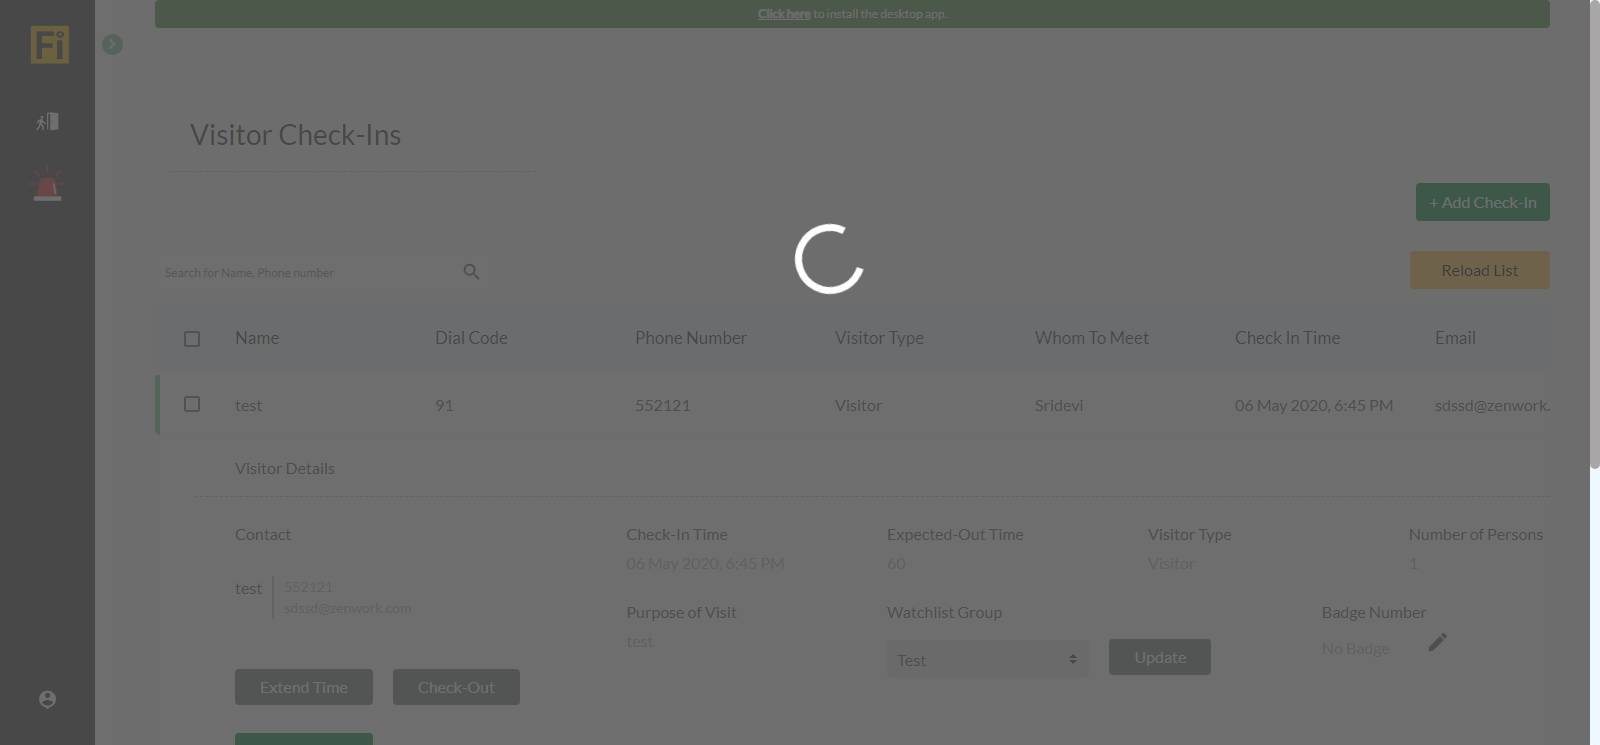 Click here to install the desktop app.
Fi
Visitor Check-Ins
+ Add Check-In
Search for Name, Phone number
Reload List
Name Dial Code Phone Number Visitor Type Whom To Meet Check In Time Email
test 91 552121 Visitor Sridevi 06 May 2020, 6:45 PM sdssd@zenwork.
Visitor Details
Contact Check-In Time Expected-Out Time Visitor Type Number of Persons
06 May 2020, 6:45 PM 60 Visitor 1
test 552121
sdssd@zenwork.com
Purpose of Visit Watchlist Group Badge Number
test Test Update No Badge
Extend Time Check-Out